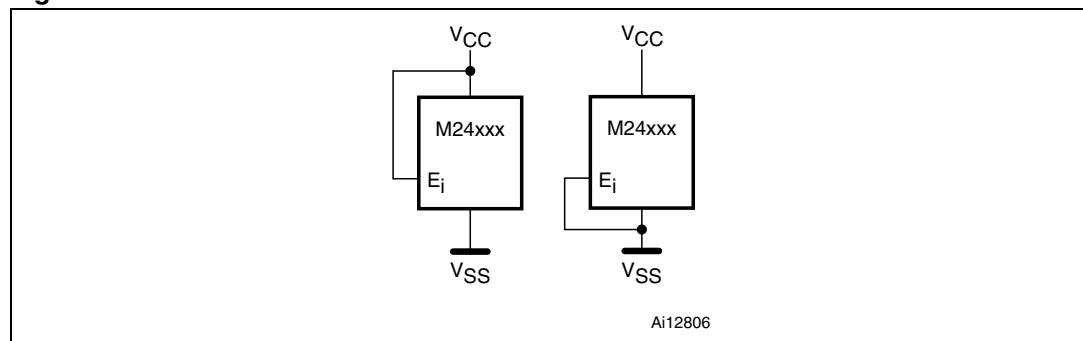 VCC VCC
M24xxx M24xxx
Ei Ei
VSS VSS
Ai12806